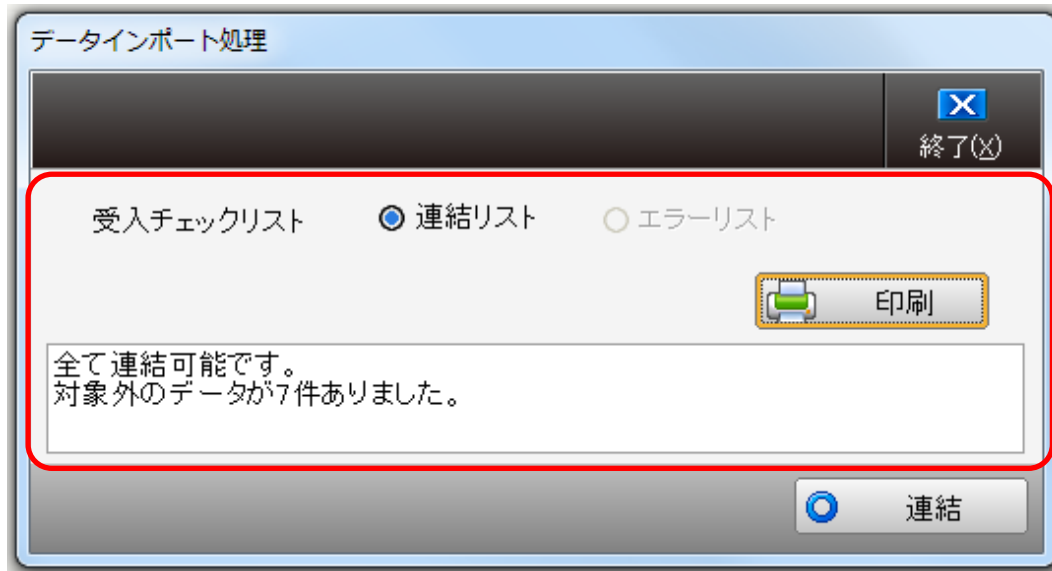 データインポート処理
終了(X)
受入チェックリスト 連結リスト エラーリスト
印刷
全て連結可能です。
対象外のデータが7件ありました。
連結